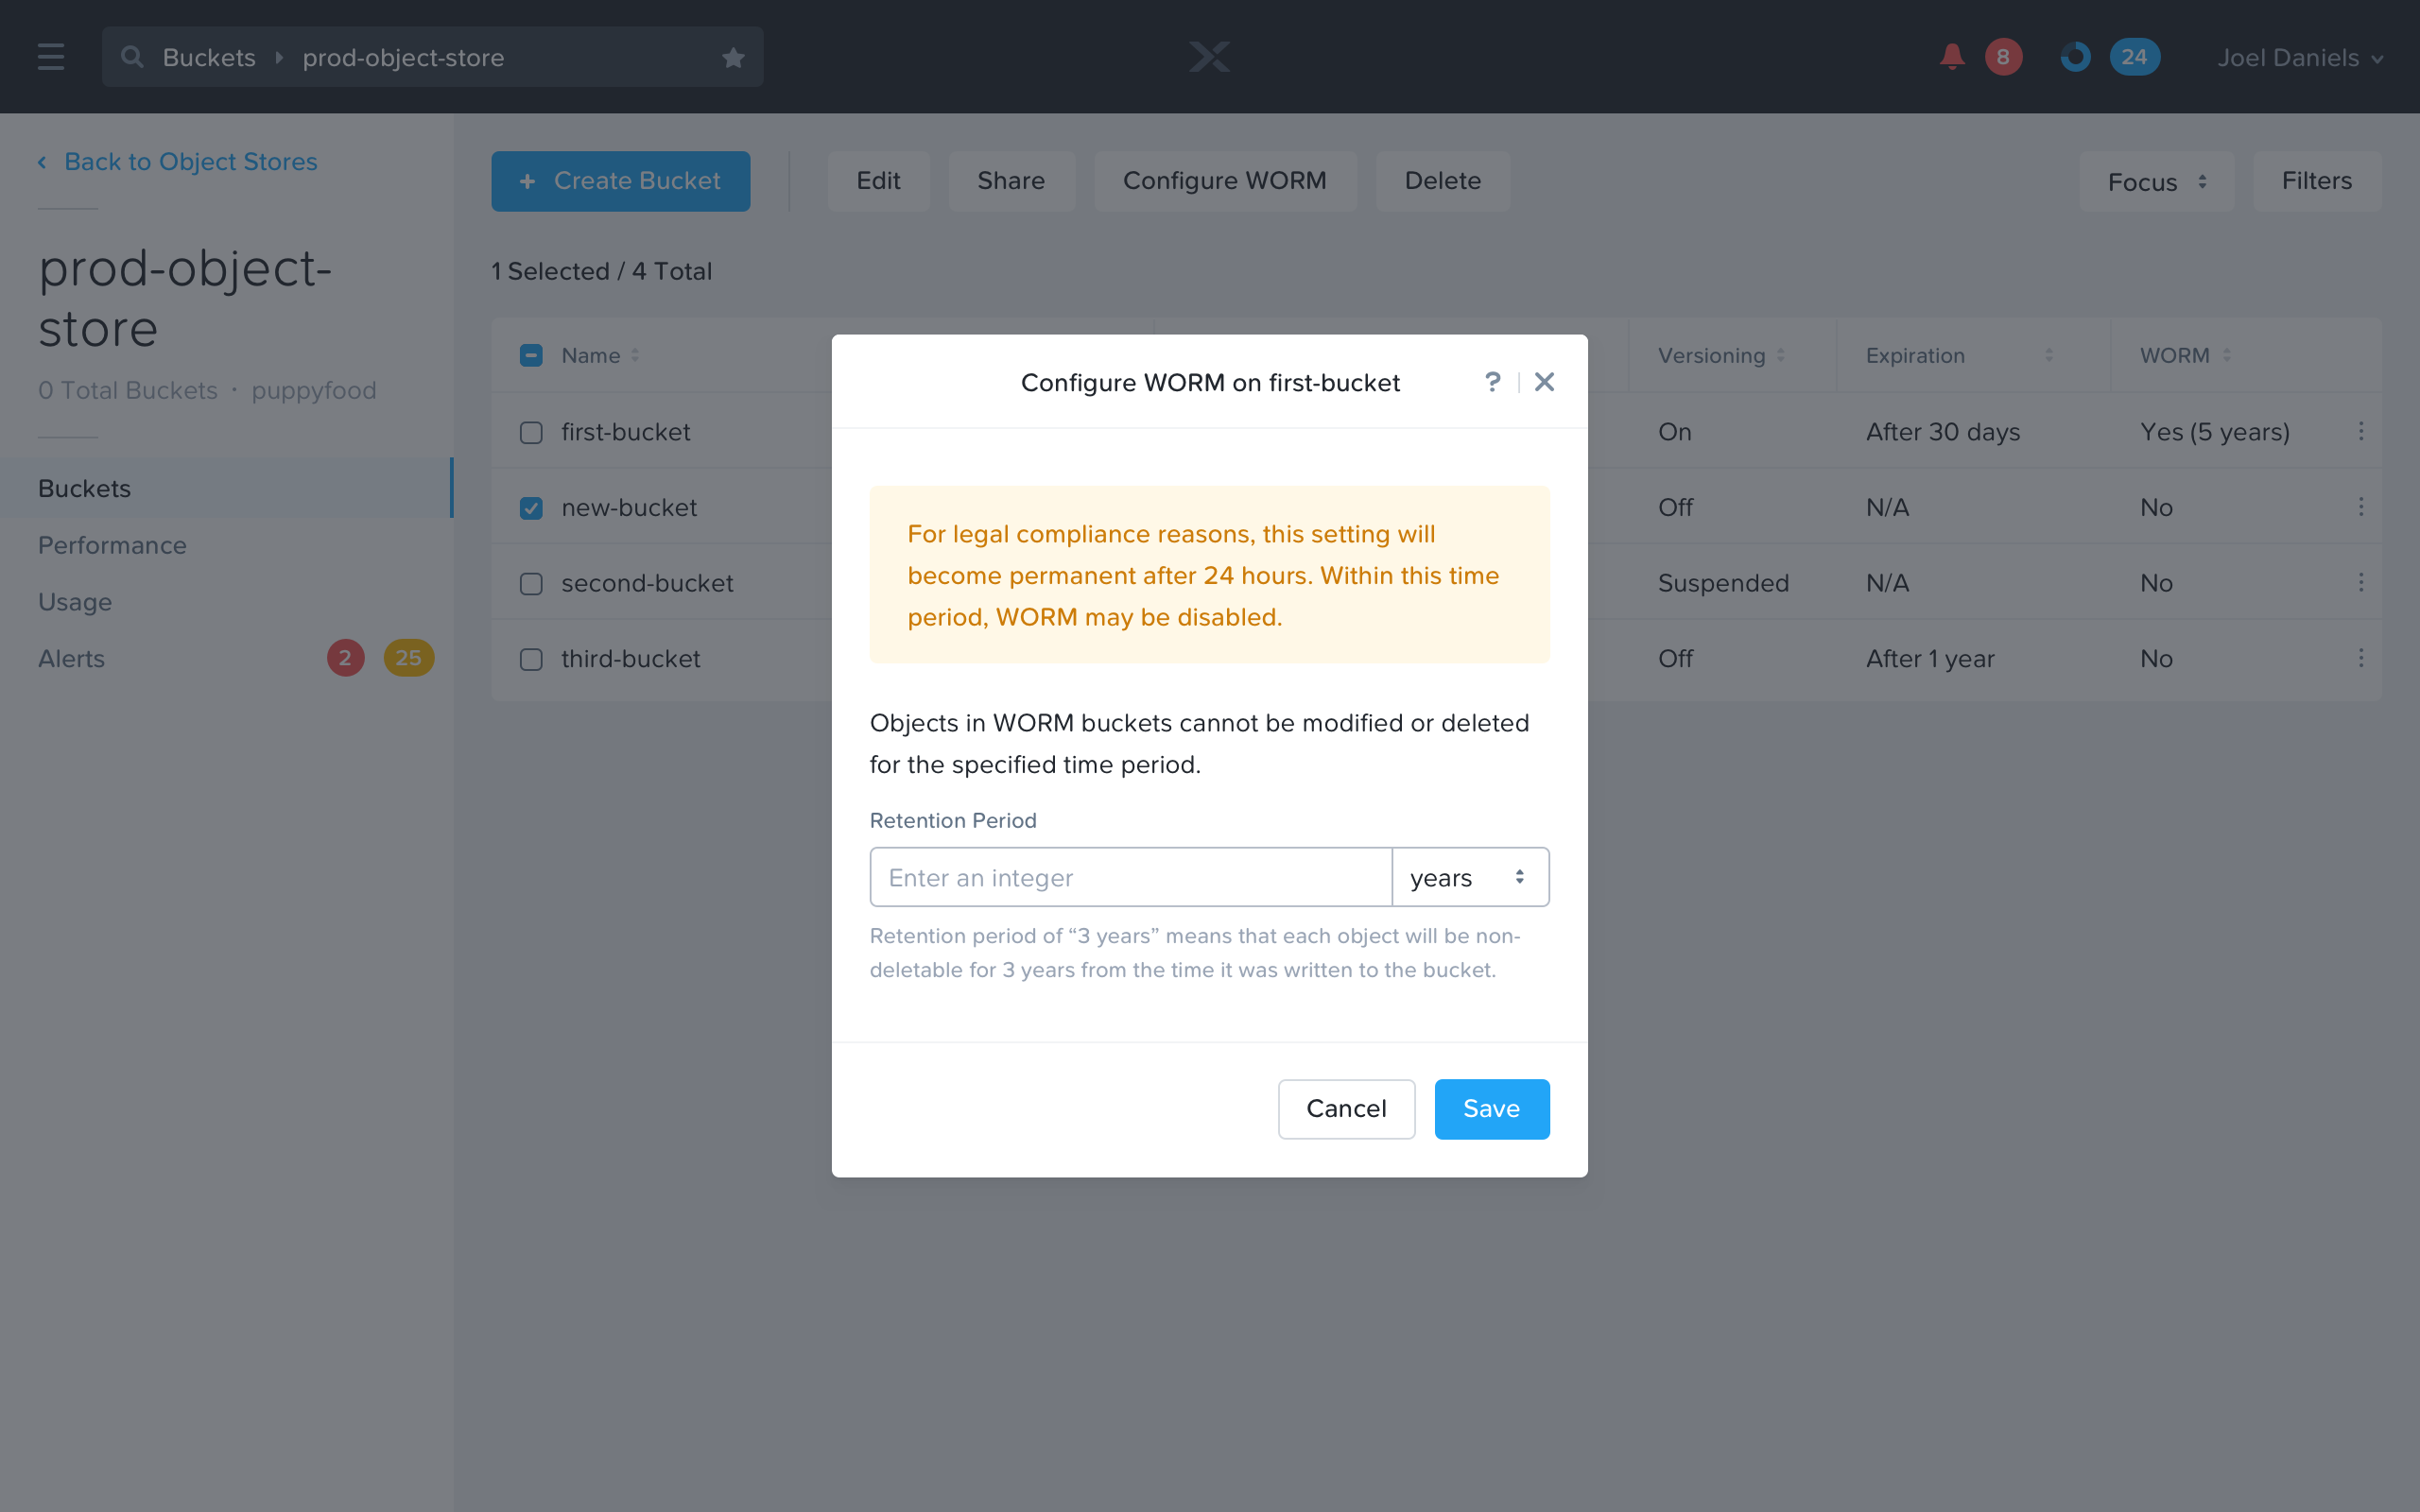 Buckets prod-object-store
8 24 Joel Daniels
Back to Object Stores
prod-object-
store
0 Total Buckets · puppyfood
Buckets
Performance
Usage
Alerts 2 25
+ Create Bucket Edit Share Configure WORM Delete Focus Filters
1 Selected / 4 Total
Name Versioning Expiration WORM
first-bucket On After 30 days Yes (5 years)
new-bucket Off N/A No
second-bucket Suspended N/A No
third-bucket Off After 1 year No
Configure WORM on first-bucket ?
For legal compliance reasons, this setting will
become permanent after 24 hours. Within this time
period, WORM may be disabled.
Objects in WORM buckets cannot be modified or deleted
for the specified time period.
Retention Period
Enter an integer years
Retention period of “3 years” means that each object will be non-
deletable for 3 years from the time it was written to the bucket.
Cancel Save